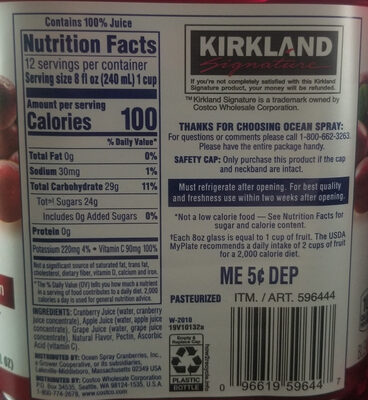 Contains 100% Juice
Nutrition Facts
12 servings per container
Serving size 8 fl oz (240 mL) 1 cup
Amount per serving
Calories 100
% Daily Value*
Total Fat 0g 0%
Sodium 30mg 1%
Total Carbohydrate 29g 11%
Total Sugars 24g
Includes 0g Added Sugars 0%
Protein 0g
Potassium 220mg 4% • Vitamin C 90mg 100%
Not a significant source of saturated fat, trans fat,
cholesterol, dietary fiber, vitamin D, calcium and iron.
*The % Daily Value (DV) tells you how much a nutrient
in a serving of food contributes to a daily diet. 2,000
calories a day is used for general nutrition advice.
INGREDIENTS: Cranberry Juice (water, cranberry
juice concentrate), Apple Juice (water, apple juice
concentrate), Grape Juice (water, grape juice
concentrate), Natural Flavor, Pectin, Ascorbic
Acid (vitamin C).
DISTRIBUTED BY: Ocean Spray Cranberries, Inc.,
a Grower Cooperative, or its subsidiaries.
Lakeville-Middleborough, Massachusetts 02349 USA
DISTRIBUTED BY: Costco Wholesale Corporation
P.O. Box 34535, Seattle, WA 98124-1535, U.S.A.
1-800-774-2678, www.costco.com
KIRKLAND
Signature
If you're not completely satisfied with this Kirkland
Signature product, your money will be refunded.
™Kirkland Signature is a trademark owned by
Costco Wholesale Corporation.
THANKS FOR CHOOSING OCEAN SPRAY:
For questions or comments please call 1-800-662-3263.
Please have the entire package handy.
SAFETY CAP: Only purchase this product if the cap
and neckband are intact.
Must refrigerate after opening. For best quality
and freshness use within two weeks after opening.
*Not a low calorie food — See Nutrition Facts for
sugar and calorie content.
†Each 8oz glass is equal to 1 cup of fruit. The USDA
MyPlate recommends a daily intake of 2 cups of fruit
for a 2,000 calorie diet.
ME 5¢ DEP
PASTEURIZED ITM. / ART. 596444
W-2010
19V10132a
Empty &
Replace Cap
PLASTIC
BOTTLE
0 96619 59644 7